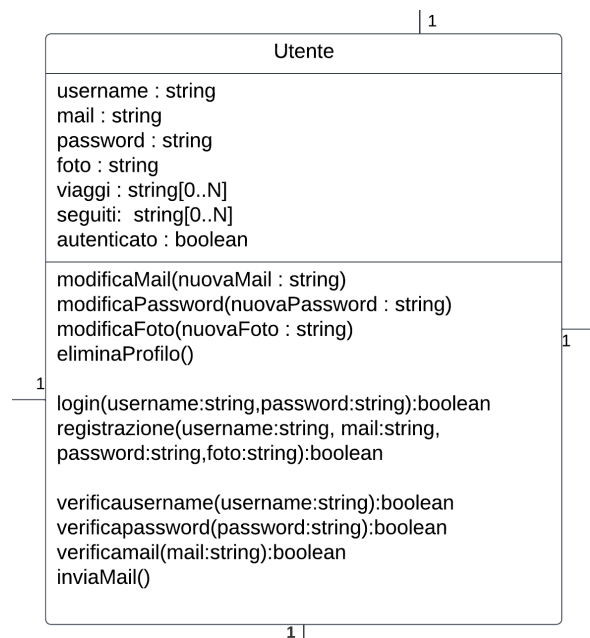 1
Utente
username : string
mail : string
password : string
foto : string
viaggi : string[0..N]
seguiti:  string[0..N]
autenticato : boolean
modificaMail(nuovaMail : string)
modificaPassword(nuovaPassword : string)
modificaFoto(nuovaFoto : string)
1
eliminaProfilo()
1
login(username:string,password:string):boolean
registrazione(username:string, mail:string,
password:string,foto:string):boolean
verificausername(username:string):boolean
verificapassword(password:string):boolean
verificamail(mail:string):boolean
inviaMail()
1